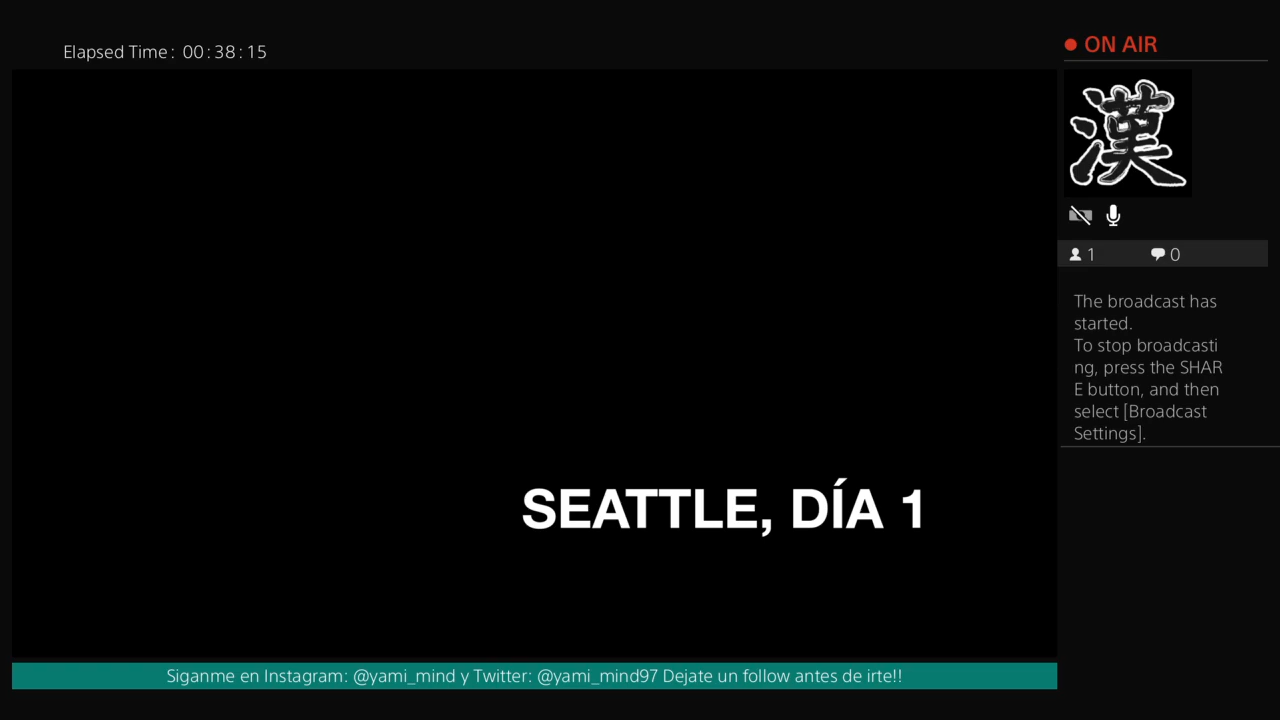 Elapsed Time: 00:38:15
ON AIR
漢
1
0
The broadcast has
started.
To stop broadcasti
ng, press the SHAR
E button, and then
select [Broadcast
Settings].
SEATTLE, DÍA 1
Siganme en Instagram: @yami_mind y Twitter: @yami_mind97 Dejate un follow antes de irte!!